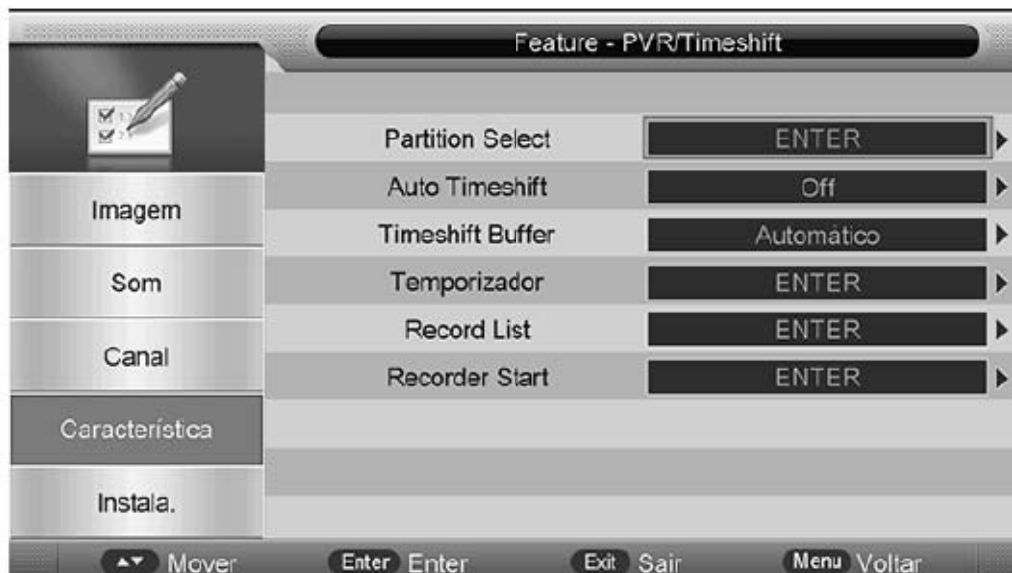 Feature - PVR/Timeshift
Imagem
Som
Canal
Característica
Instala.
Partition Select ENTER
Auto Timeshift Off
Timeshift Buffer Automático
Temporizador ENTER
Record List ENTER
Recorder Start ENTER
Mover Enter Enter Exit Sair Menu Voltar